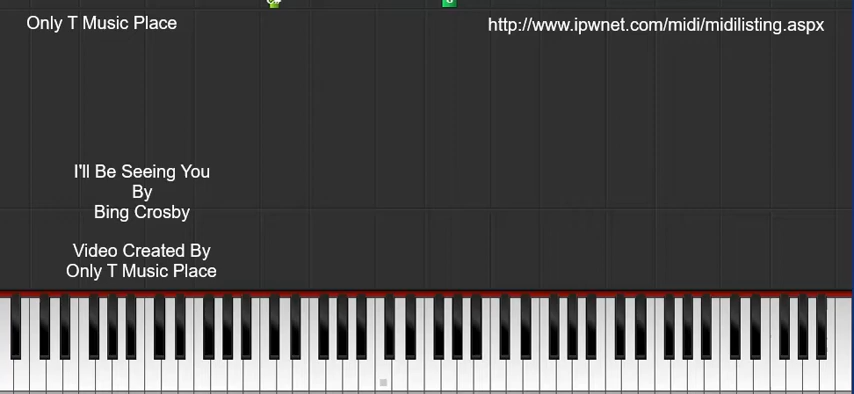 Only T Music Place
http://www.ipwnet.com/midi/midilisting.aspx
I'll Be Seeing You
By
Bing Crosby
Video Created By
Only T Music Place